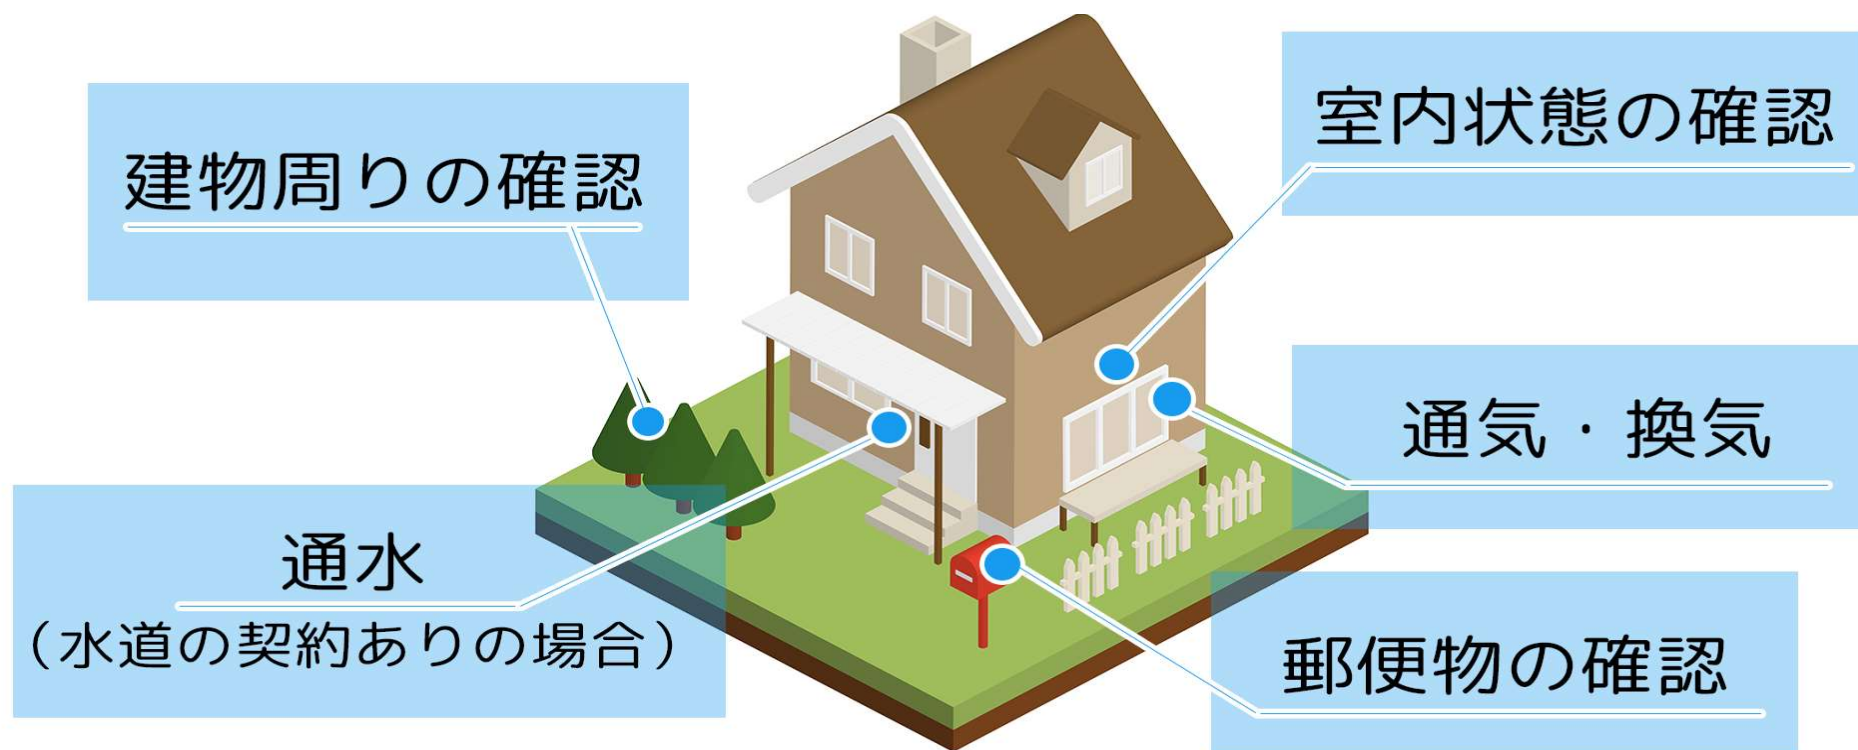 建物周りの確認
室内状態の確認
通気・換気
通水
（水道の契約ありの場合）
郵便物の確認